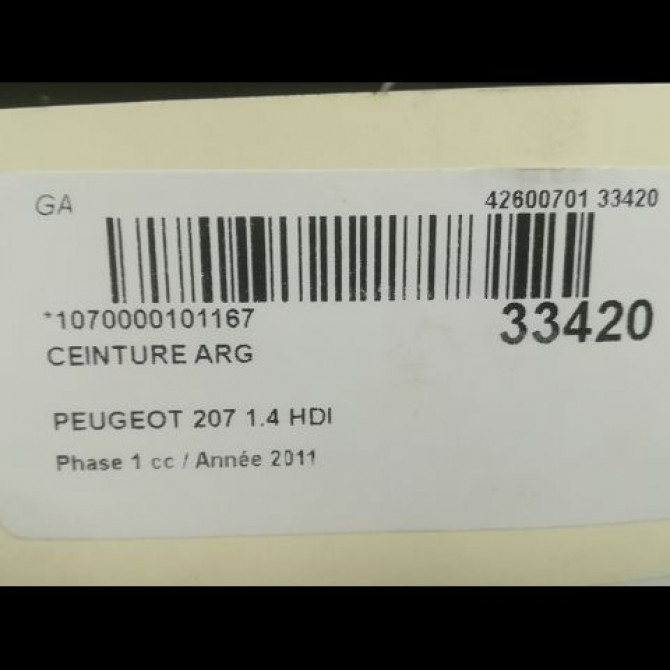 GA
42600701 33420
*1070000101167
33420
CEINTURE ARG
PEUGEOT 207 1.4 HDI
Phase 1 cc / Année 2011